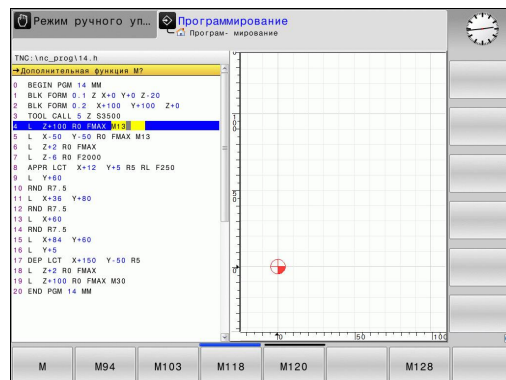 Режим ручного уп...
Программирование
Програм- мирование
TNC:\nc_prog\14.h
→Дополнительная функция M?
0 BEGIN PGM 14 MM
1 BLK FORM 0.1 Z X+0 Y+0 Z-20
2 BLK FORM 0.2 X+100 Y+100 Z+0
3 TOOL CALL 5 Z S3500
4 L Z+100 R0 FMAX M13
5 L X-50 Y-50 R0 FMAX M13
6 L Z+2 R0 FMAX
7 L Z-6 R0 F2000
8 APPR LCT X+12 Y+5 R5 RL F250
9 L Y+60
10 RND R7.5
11 L X+36 Y+80
12 RND R7.5
13 L X+60
14 RND R7.5
15 L X+84 Y+60
16 L Y+5
17 DEP LCT X+150 Y-50 R5
18 L Z+2 R0 FMAX
19 L Z+100 R0 FMAX M30
20 END PGM 14 MM
100
50
0
0
50
100
M M94 M103 M118 M120 M128